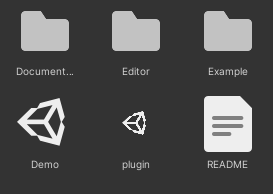 Document...
Editor
Example
Demo
plugin
README